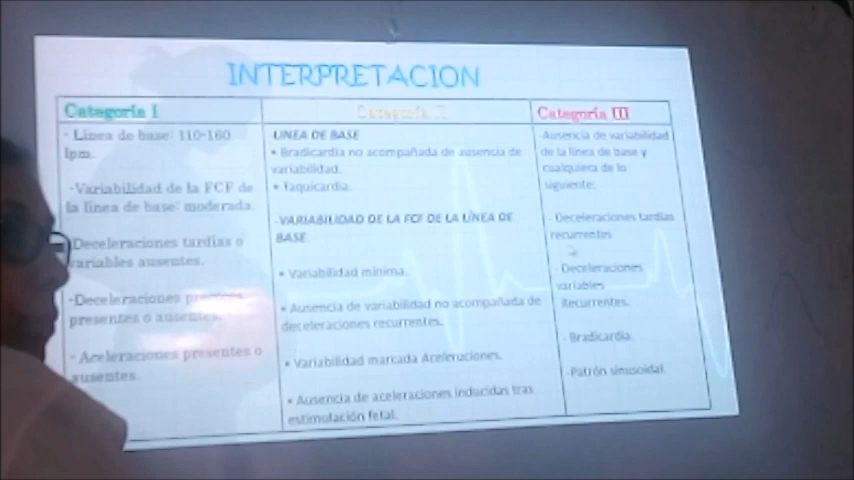 INTERPRETACION
Categoría I
- Línea de base: 110-160
lpm.
-Variabilidad de la FCF de
la línea de base: moderada.
Deceleraciones tardías o
variables ausentes.
-Deceleraciones precoces
presentes o ausentes.
- Aceleraciones presentes o
ausentes.
Categoría II
LINEA DE BASE
• Bradicardia no acompañada de ausencia de
variabilidad.
• Taquicardia.
-VARIABILIDAD DE LA FCF DE LA LÍNEA DE
BASE
• Variabilidad mínima.
• Ausencia de variabilidad no acompañada de
deceleraciones recurrentes.
• Variabilidad marcada Aceleraciones.
• Ausencia de aceleraciones inducidas tras
estimulación fetal.
Categoría III
-Ausencia de variabilidad
de la línea de base y
cualquiera de lo
siguiente:
- Deceleraciones tardías
recurrentes
- Deceleraciones
variables
Recurrentes.
- Bradicardia.
-Patrón sinusoidal.